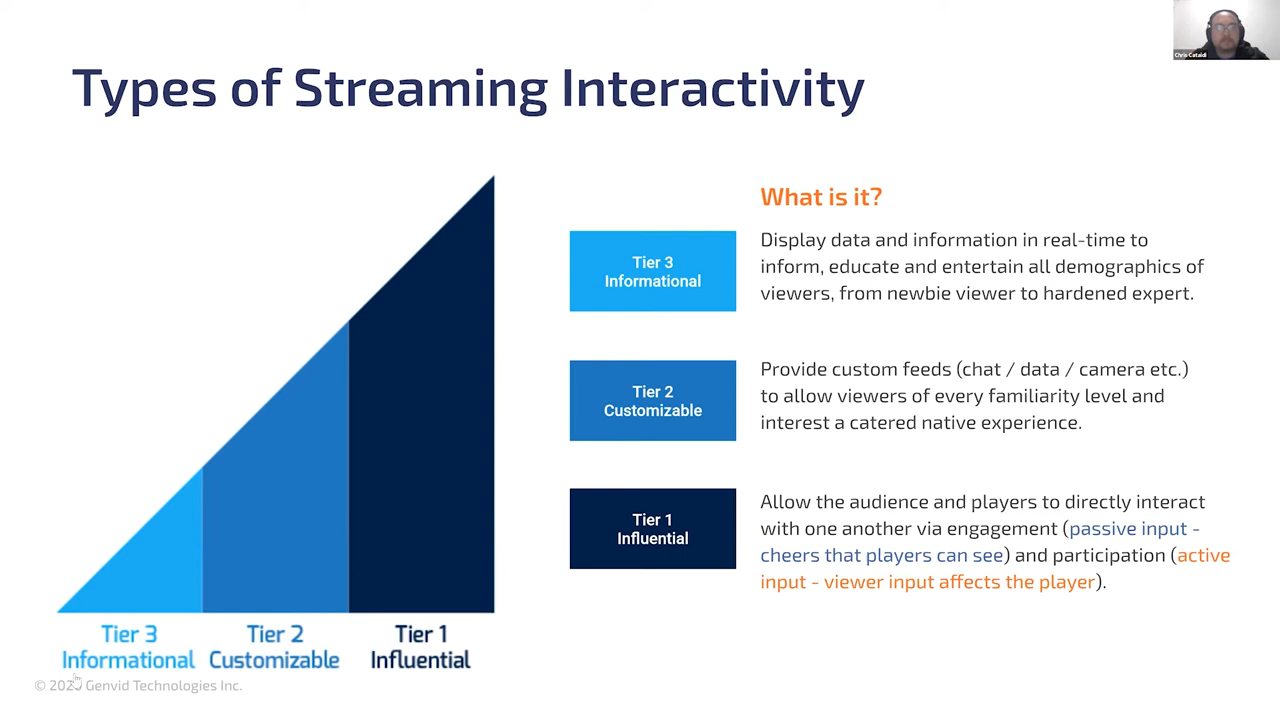 Chris Cataldi
Types of Streaming Interactivity
What is it?
Tier 3
Informational
Display data and information in real-time to
inform, educate and entertain all demographics of
viewers, from newbie viewer to hardened expert.
Tier 2
Customizable
Provide custom feeds (chat / data / camera etc.)
to allow viewers of every familiarity level and
interest a catered native experience.
Tier 1
Influential
Allow the audience and players to directly interact
with one another via engagement (passive input -
cheers that players can see) and participation (active
input - viewer input affects the player).
Tier 3
Informational
Tier 2
Customizable
Tier 1
Influential
© Genvid Technologies Inc.